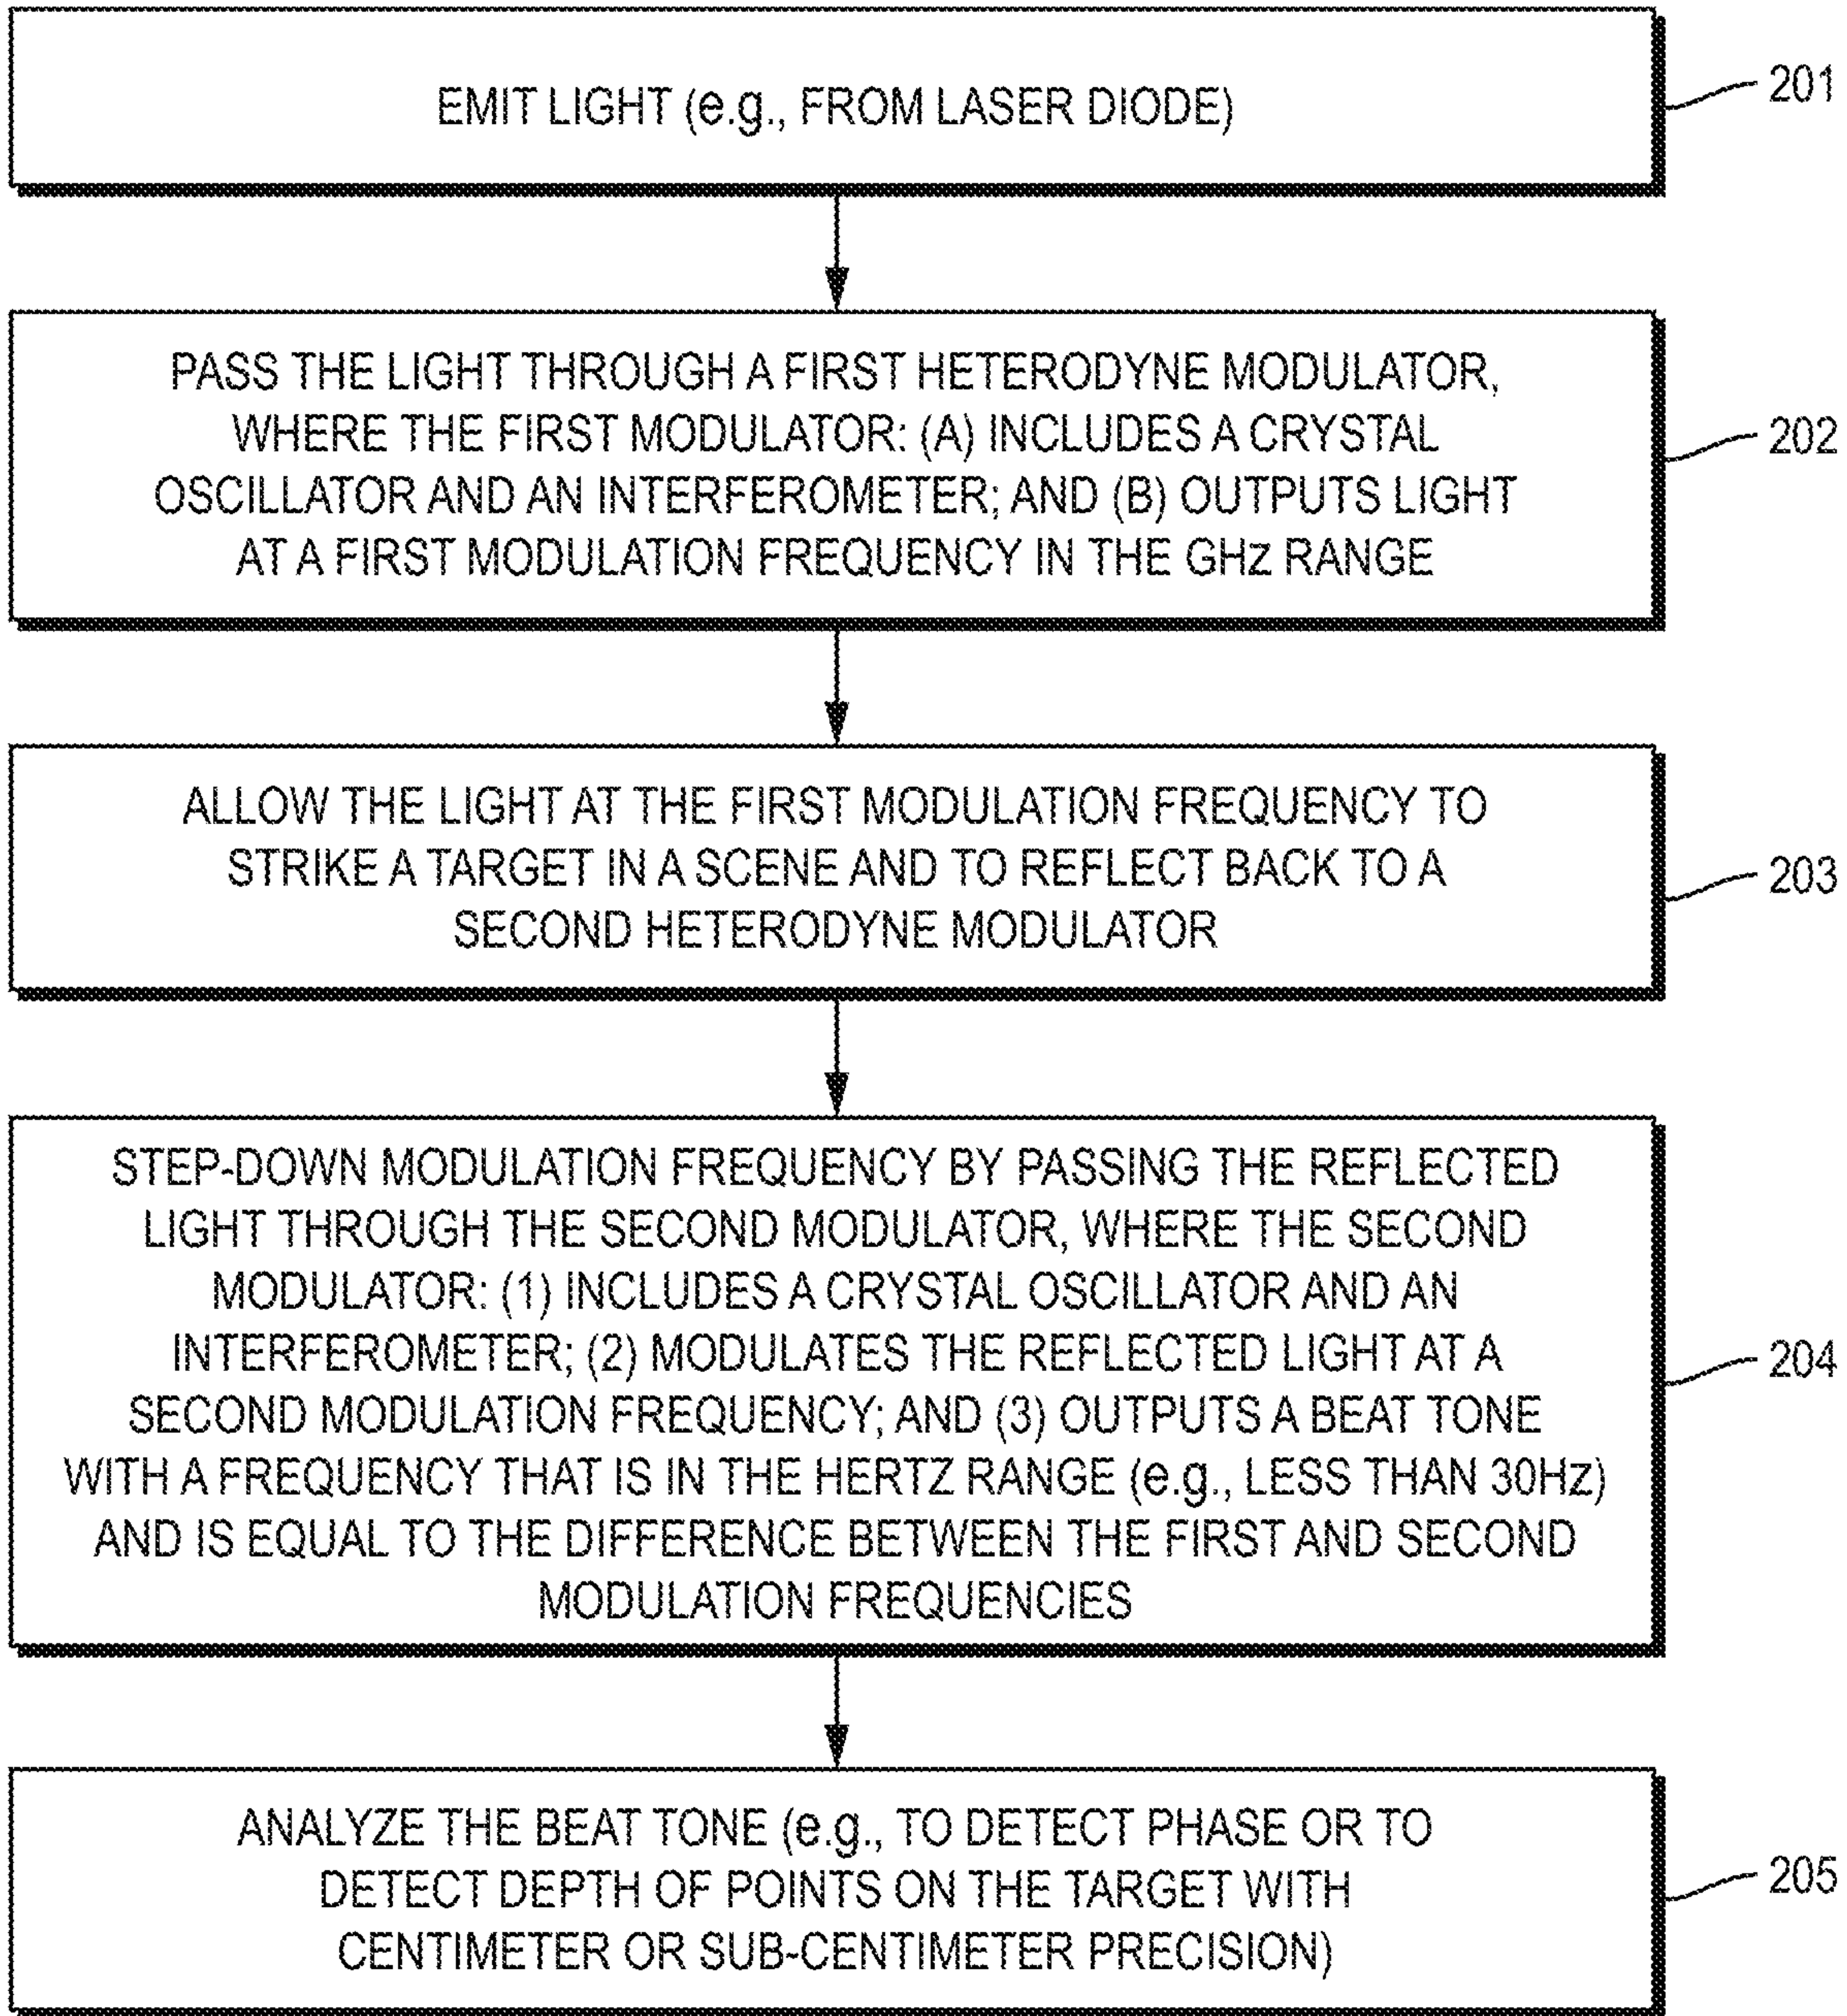 EMIT LIGHT (e.g., FROM LASER DIODE)
201
PASS THE LIGHT THROUGH A FIRST HETERODYNE MODULATOR,
WHERE THE FIRST MODULATOR: (A) INCLUDES A CRYSTAL
OSCILLATOR AND AN INTERFEROMETER; AND (B) OUTPUTS LIGHT
AT A FIRST MODULATION FREQUENCY IN THE GHz RANGE
202
ALLOW THE LIGHT AT THE FIRST MODULATION FREQUENCY TO
STRIKE A TARGET IN A SCENE AND TO REFLECT BACK TO A
SECOND HETERODYNE MODULATOR
203
STEP-DOWN MODULATION FREQUENCY BY PASSING THE REFLECTED
LIGHT THROUGH THE SECOND MODULATOR, WHERE THE SECOND
MODULATOR: (1) INCLUDES A CRYSTAL OSCILLATOR AND AN
INTERFEROMETER; (2) MODULATES THE REFLECTED LIGHT AT A
SECOND MODULATION FREQUENCY; AND (3) OUTPUTS A BEAT TONE
WITH A FREQUENCY THAT IS IN THE HERTZ RANGE (e.g., LESS THAN 30Hz)
AND IS EQUAL TO THE DIFFERENCE BETWEEN THE FIRST AND SECOND
MODULATION FREQUENCIES
204
ANALYZE THE BEAT TONE (e.g., TO DETECT PHASE OR TO
DETECT DEPTH OF POINTS ON THE TARGET WITH
CENTIMETER OR SUB-CENTIMETER PRECISION)
205